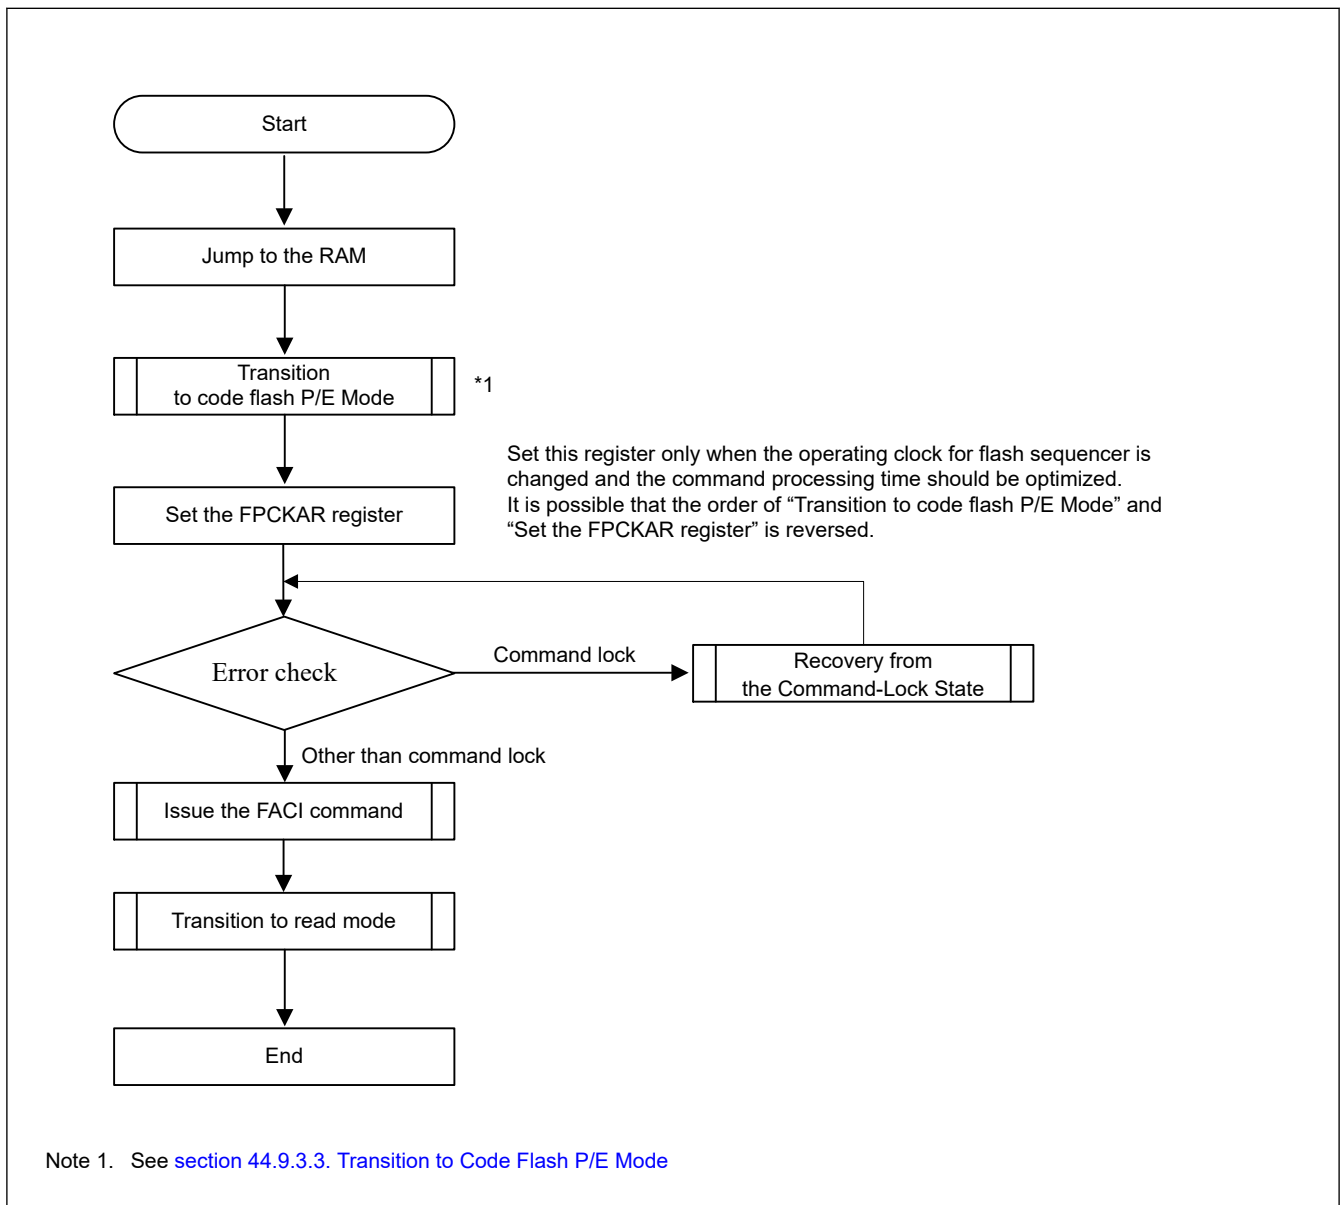 Start
Jump to the RAM
Transition
to code flash P/E Mode
*1
Set this register only when the operating clock for flash sequencer is
changed and the command processing time should be optimized.
It is possible that the order of “Transition to code flash P/E Mode” and
“Set the FPCKAR register” is reversed.
Set the FPCKAR register
Error check
Command lock
Recovery from
the Command-Lock State
Other than command lock
Issue the FACI command
Transition to read mode
End
Note 1. See section 44.9.3.3. Transition to Code Flash P/E Mode